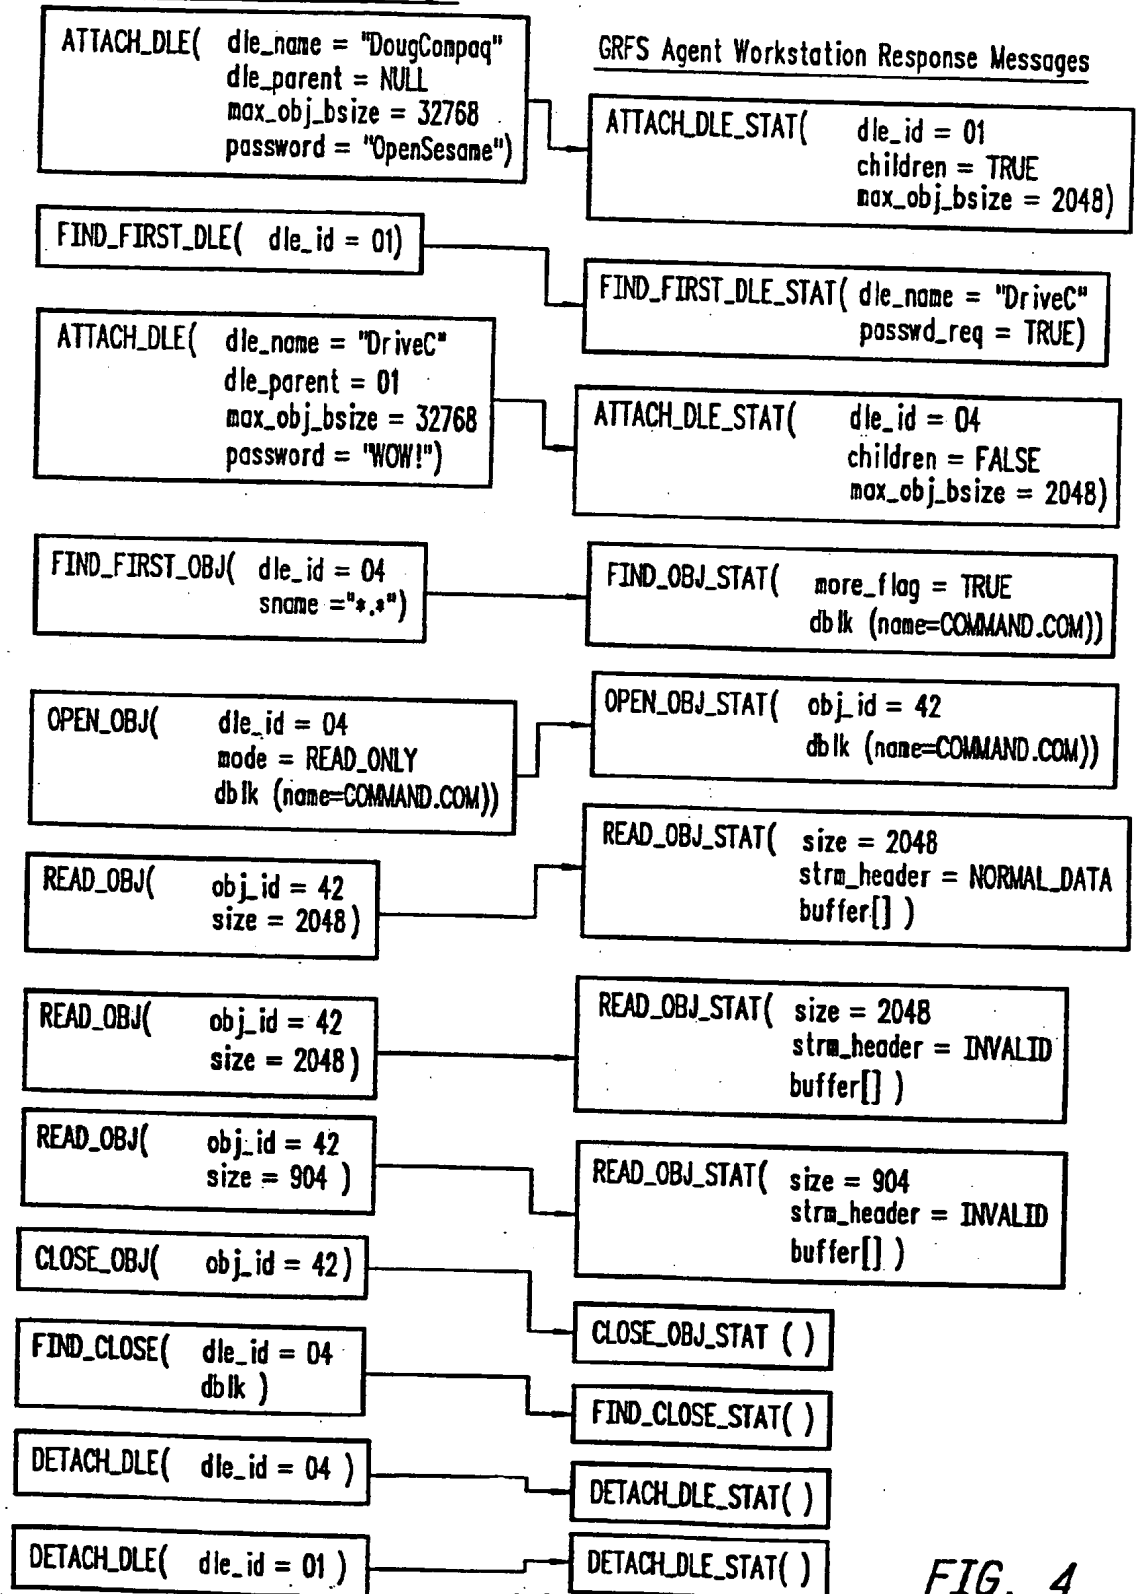 GRFS Agent Workstation Response Messages
ATTACH_DLE( dle_name = "DougCompaq"
dle_parent = NULL
max_obj_bsize = 32768
password = "OpenSesame")
ATTACH_DLE_STAT( dle_id = 01
children = TRUE
max_obj_bsize = 2048)
FIND_FIRST_DLE( dle_id = 01)
FIND_FIRST_DLE_STAT( dle_name = "DriveC"
passwd_req = TRUE)
ATTACH_DLE( dle_name = "DriveC"
dle_parent = 01
max_obj_bsize = 32768
password = "WOW!")
ATTACH_DLE_STAT( dle_id = 04
children = FALSE
max_obj_bsize = 2048)
FIND_FIRST_OBJ( dle_id = 04
sname ="*.*")
FIND_OBJ_STAT( more_flag = TRUE
dblk (name=COMMAND.COM))
OPEN_OBJ( dle_id = 04
mode = READ_ONLY
dblk (name=COMMAND.COM))
OPEN_OBJ_STAT( obj_id = 42
dblk (name=COMMAND.COM))
READ_OBJ( obj_id = 42
size = 2048)
READ_OBJ_STAT( size = 2048
strm_header = NORMAL_DATA
buffer[] )
READ_OBJ( obj_id = 42
size = 2048)
READ_OBJ_STAT( size = 2048
strm_header = INVALID
buffer[] )
READ_OBJ( obj_id = 42
size = 904 )
READ_OBJ_STAT( size = 904
strm_header = INVALID
buffer[] )
CLOSE_OBJ( obj_id = 42)
CLOSE_OBJ_STAT ( )
FIND_CLOSE( dle_id = 04
dblk )
FIND_CLOSE_STAT( )
DETACH_DLE( dle_id = 04 )
DETACH_DLE_STAT( )
DETACH_DLE( dle_id = 01 )
DETACH_DLE_STAT( )
FIG. 4